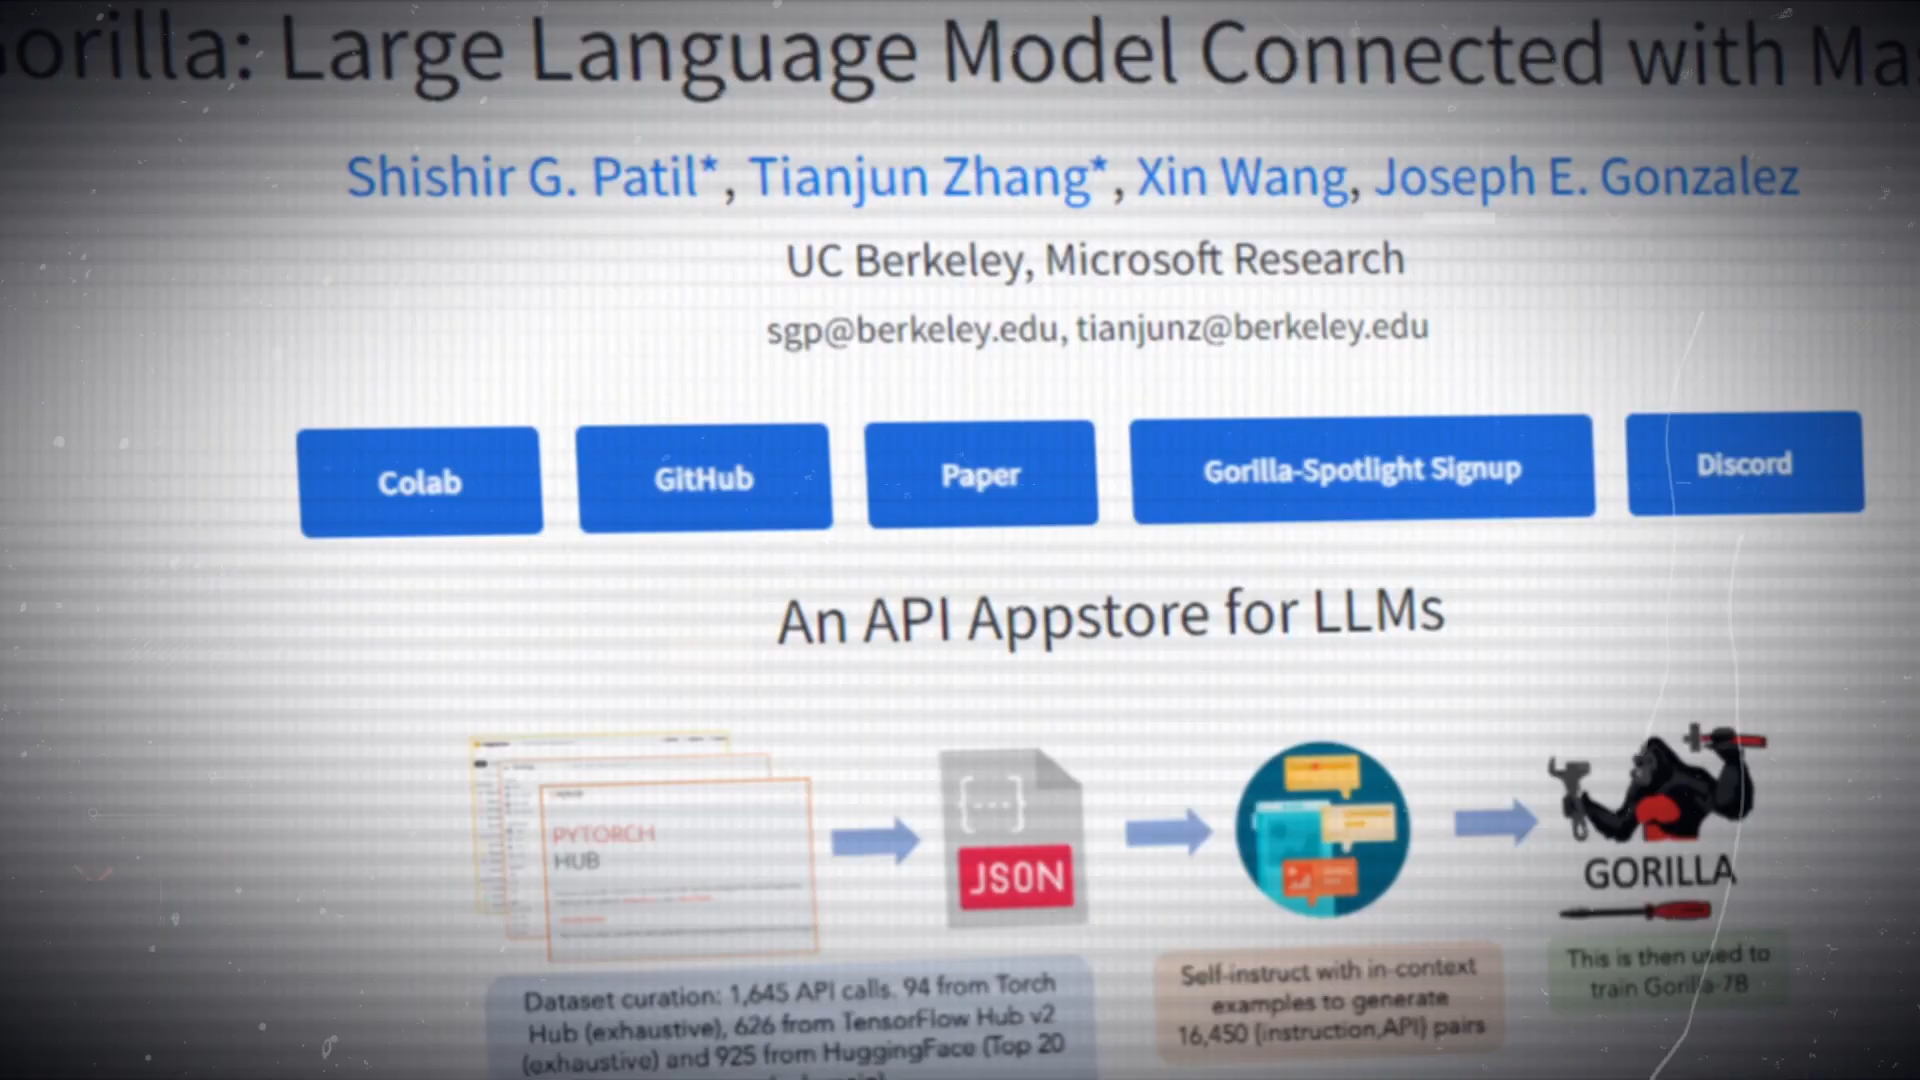 orilla: Large Language Model Connected with Mas
Shishir G. Patil*, Tianjun Zhang*, Xin Wang, Joseph E. Gonzalez
UC Berkeley, Microsoft Research
sgp@berkeley.edu, tianjunz@berkeley.edu
Colab
GitHub
Paper
Gorilla-Spotlight Signup
Discord
An API Appstore for LLMs
PYTORCH
HUB
{---}
JSON
GORILLA
Dataset curation: 1,645 API calls. 94 from Torch
Hub (exhaustive), 626 from TensorFlow Hub v2
(exhaustive) and 925 from HuggingFace (Top 20
Self-instruct with in-context
examples to generate
16,450 {instruction,API} pairs
This is then used to
train Gorilla-7B